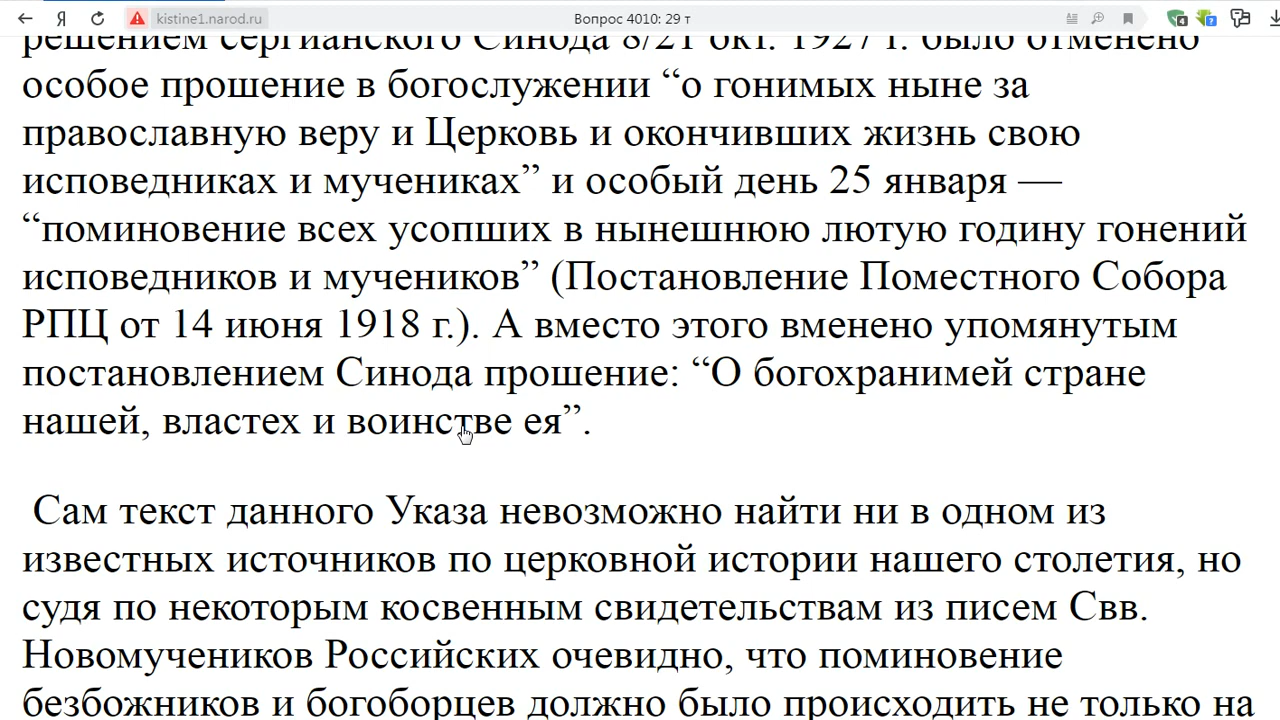 kistine1.narod.ru
Вопрос 4010: 29 т
решением сергианского Синода 8/21 окт. 1927 г. было отменено
особое прошение в богослужении “о гонимых ныне за
православную веру и Церковь и окончивших жизнь свою
исповедниках и мучениках” и особый день 25 января —
“поминовение всех усопших в нынешнюю лютую годину гонений
исповедников и мучеников” (Постановление Поместного Собора
РПЦ от 14 июня 1918 г.). А вместо этого вменено упомянутым
постановлением Синода прошение: “О богохранимей стране
нашей, властех и воинстве ея”.
Сам текст данного Указа невозможно найти ни в одном из
известных источников по церковной истории нашего столетия, но
судя по некоторым косвенным свидетельствам из писем Свв.
Новомучеников Российских очевидно, что поминовение
безбожников и богоборцев должно было происходить не только на